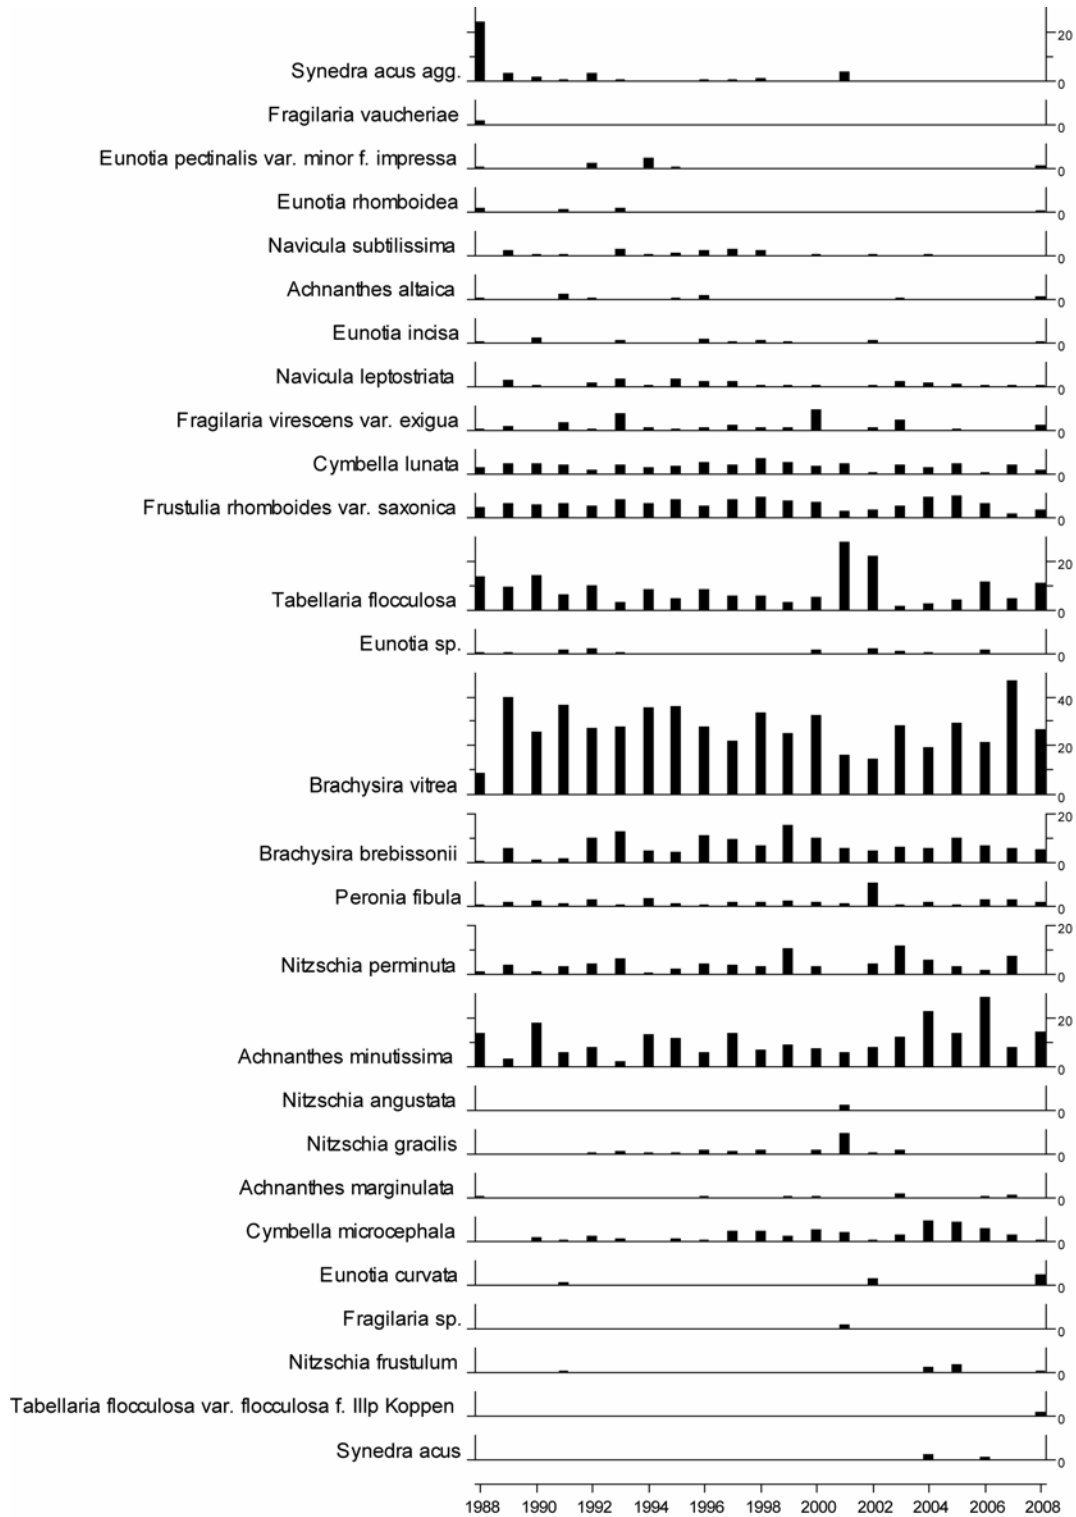 20
Synedra acus agg. 0
Fragilaria vaucheriae 0
Eunotia pectinalis var. minor f. impressa 0
Eunotia rhomboidea 0
Navicula subtilissima 0
Achnanthes altaica 0
Eunotia incisa 0
Navicula leptostriata 0
Fragilaria virescens var. exigua 0
Cymbella lunata 0
Frustulia rhomboides var. saxonica 0
20
Tabellaria flocculosa 0
Eunotia sp. 0
40
20
Brachysira vitrea 0
20
Brachysira brebissonii 0
Peronia fibula 0
20
Nitzschia perminuta 0
20
Achnanthes minutissima 0
Nitzschia angustata 0
Nitzschia gracilis 0
Achnanthes marginulata 0
Cymbella microcephala 0
Eunotia curvata 0
Fragilaria sp. 0
Nitzschia frustulum 0
Tabellaria flocculosa var. flocculosa f. IIIp Koppen 0
Synedra acus 0
1988 1990 1992 1994 1996 1998 2000 2002 2004 2006 2008